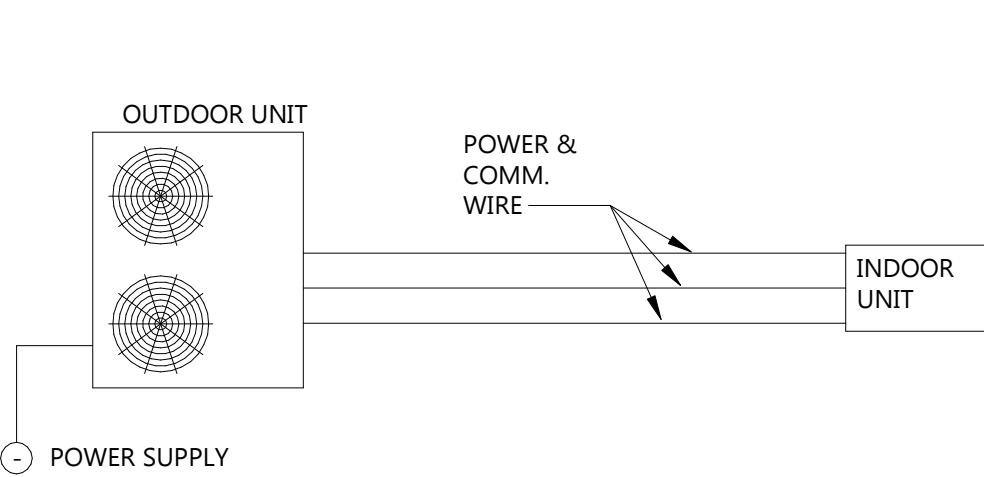 OUTDOOR UNIT
POWER &
COMM.
WIRE
INDOOR
UNIT
-
POWER SUPPLY